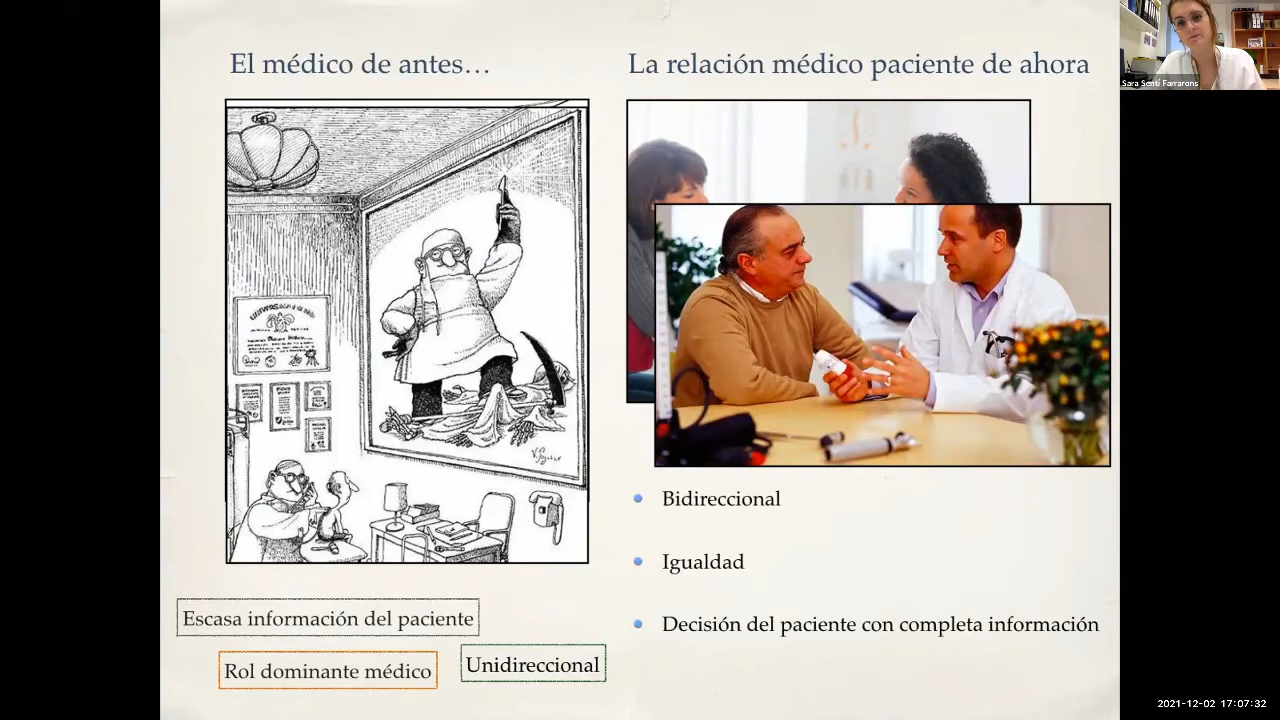 El médico de antes…
La relación médico paciente de ahora
Sara Sentí Farrarons
Bidireccional
Igualdad
Decisión del paciente con completa información
Escasa información del paciente
Rol dominante médico
Unidireccional
2021-12-02 17:07:32